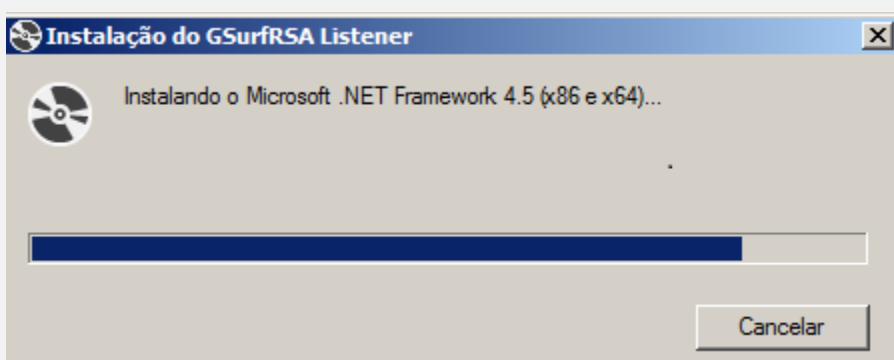 Instalação do GSurfRSA Listener
Instalando o Microsoft .NET Framework 4.5 (x86 e x64)...
Cancelar